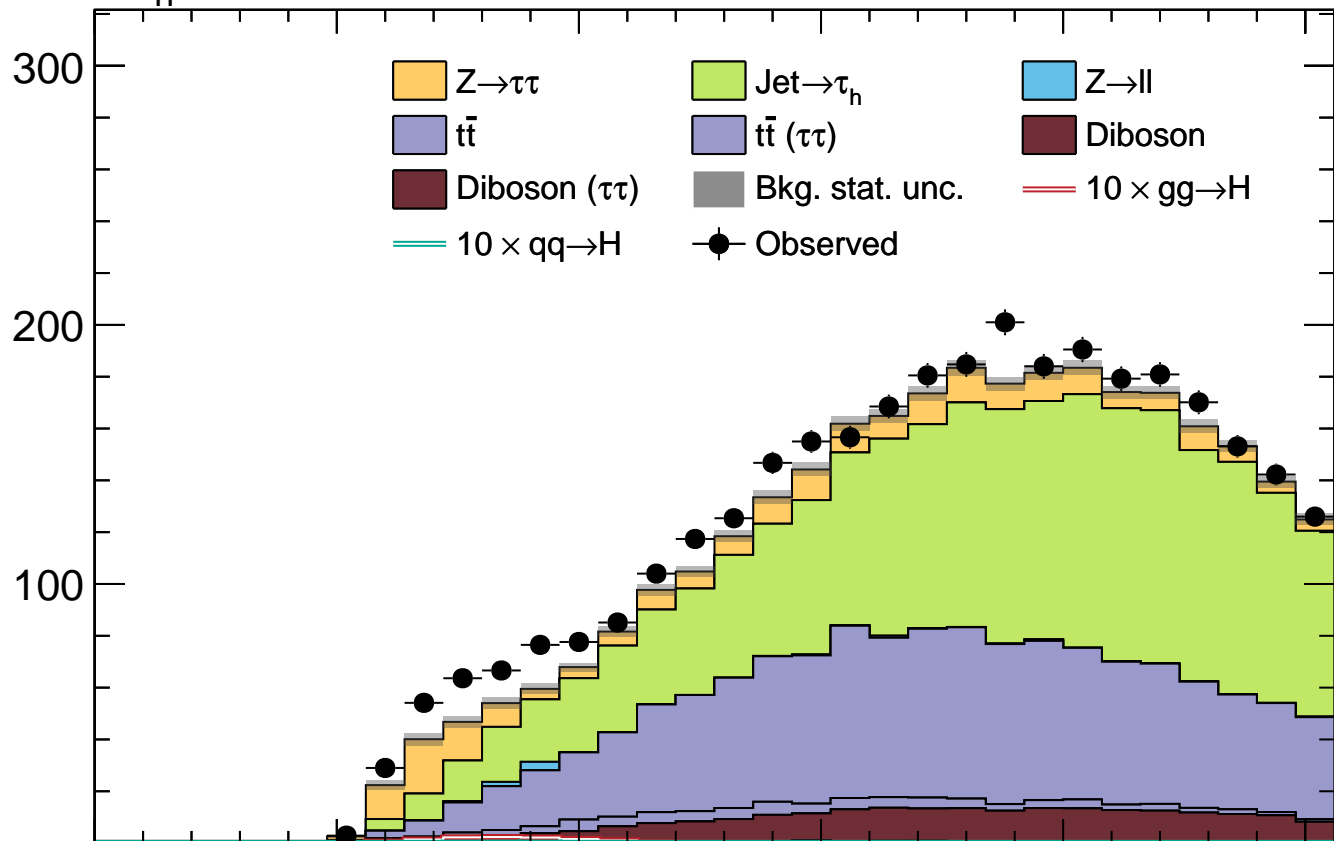 300
Z→ττ Jet→τh Z→ll
tt̄ tt̄ (ττ) Diboson
Diboson (ττ) Bkg. stat. unc. 10 × gg→H
10 × qq→H Observed
200
100